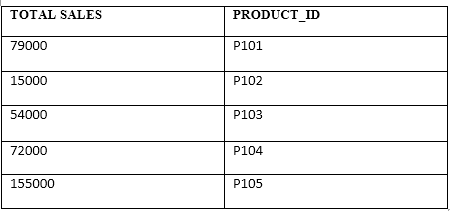 TOTAL SALES PRODUCT_ID
79000 P101
15000 P102
54000 P103
72000 P104
155000 P105